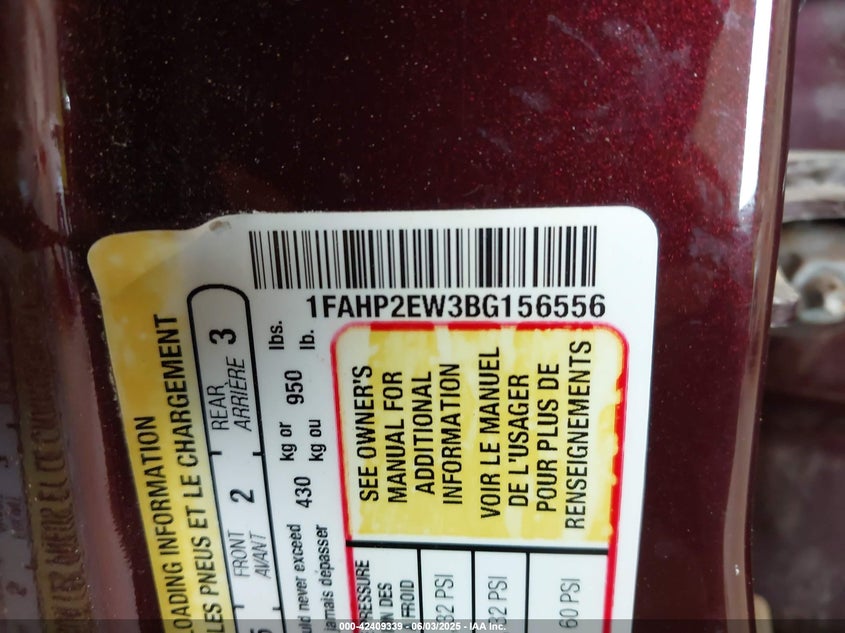 1FAHP2EW3BG156556
LOADING INFORMATION
LES PNEUS ET LE CHARGEMENT
FRONT 2 REAR 3
AVANT ARRIÈRE
never exceed 430 kg or 950 lbs.
jamais dépasser kg ou lb.
SEE OWNER'S
MANUAL FOR
ADDITIONAL
INFORMATION
VOIR LE MANUEL
DE L'USAGER
POUR PLUS DE
RENSEIGNEMENTS
DES
FROID
32 PSI
32 PSI
60 PSI
000-42409339 - 06/03/2025 - IAA Inc.